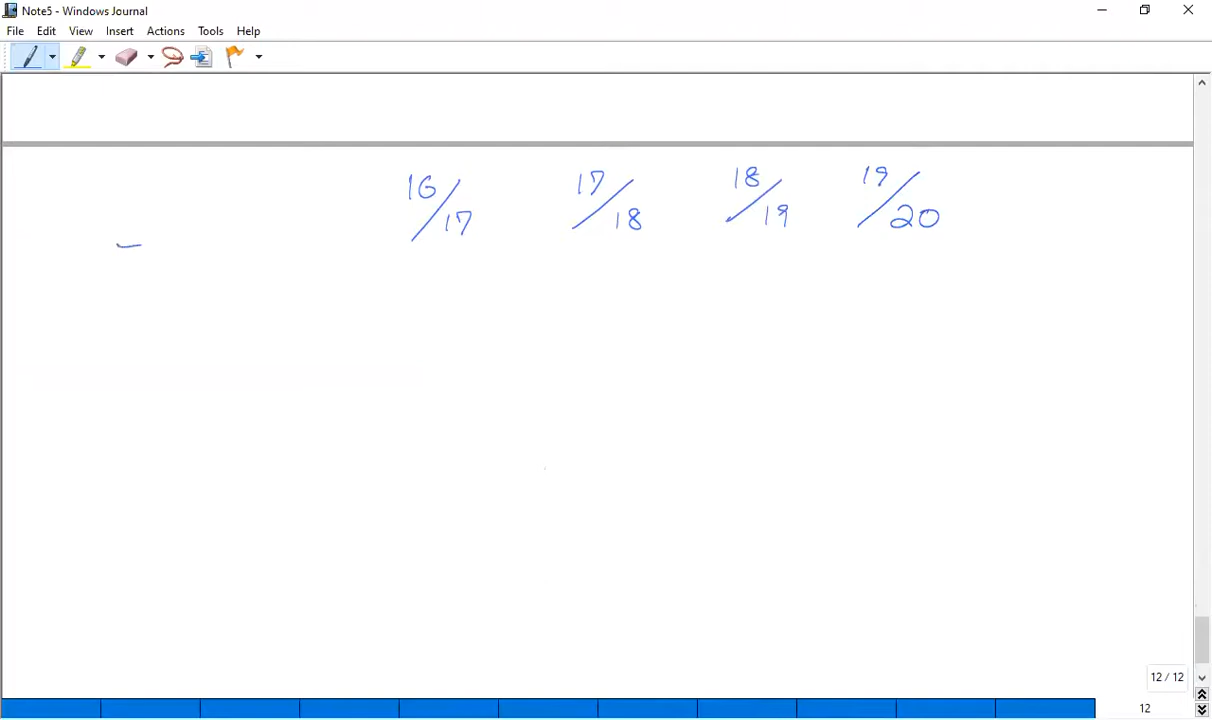 Note5 - Windows Journal
File Edit View Insert Actions Tools Help
16/17 17/18 18/19 19/20
12 / 12
12